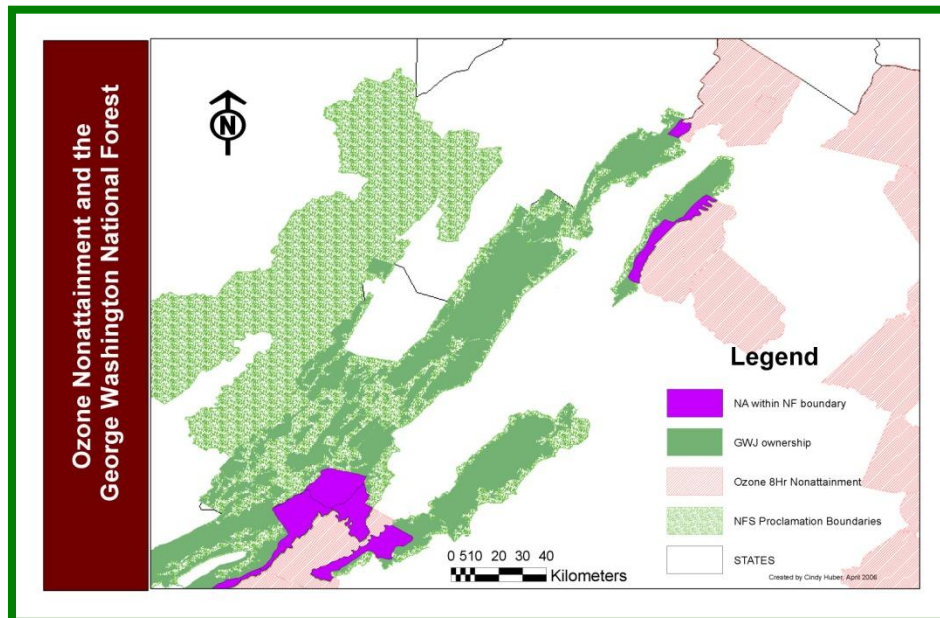 Ozone Nonattainment and the
George Washington National Forest
N
Legend
NA within NF boundary
GWJ ownership
Ozone 8Hr Nonattainment
NFS Proclamation Boundaries
STATES
0 510 20 30 40
Kilometers
Created by Cindy Huber, April 2006